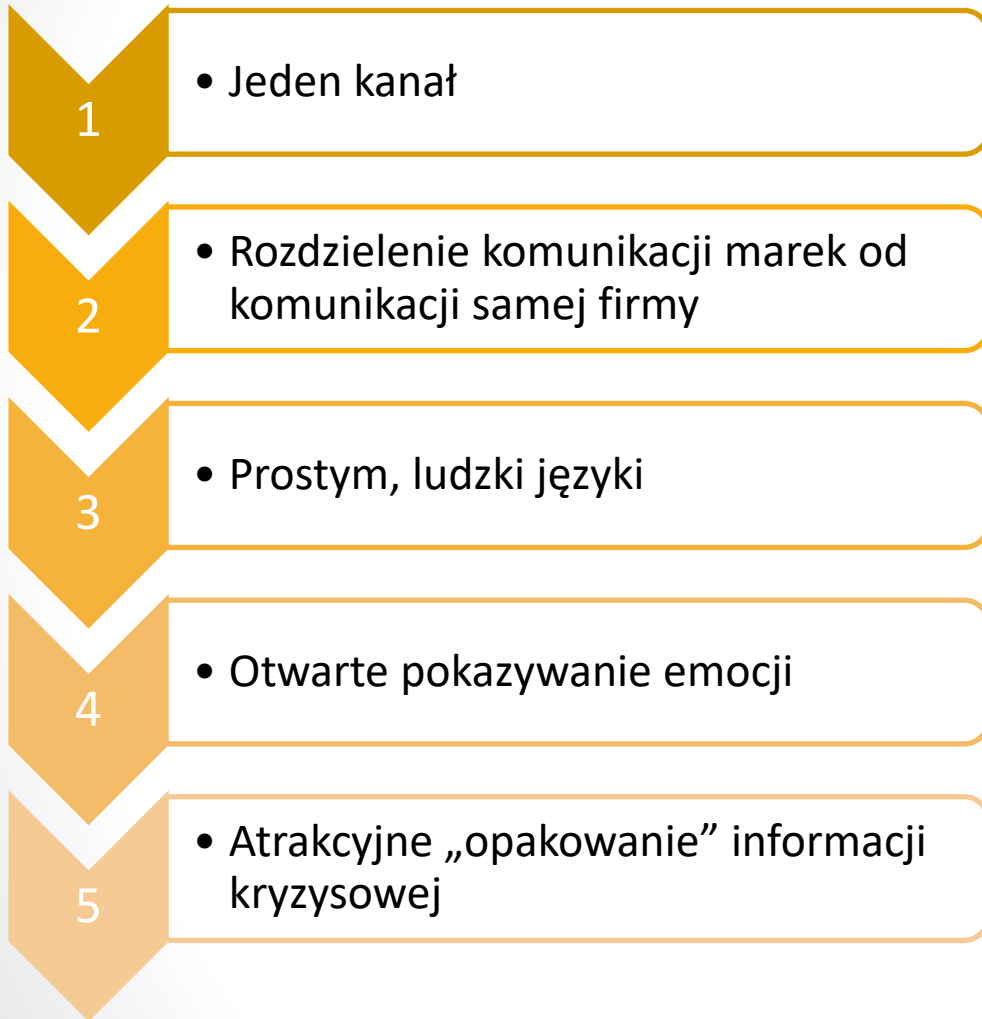 1
• Jeden kanał
2
• Rozdzielenie komunikacji marek od
komunikacji samej firmy
3
• Prostym, ludzki języki
4
• Otwarte pokazywanie emocji
5
• Atrakcyjne „opakowanie” informacji
kryzysowej